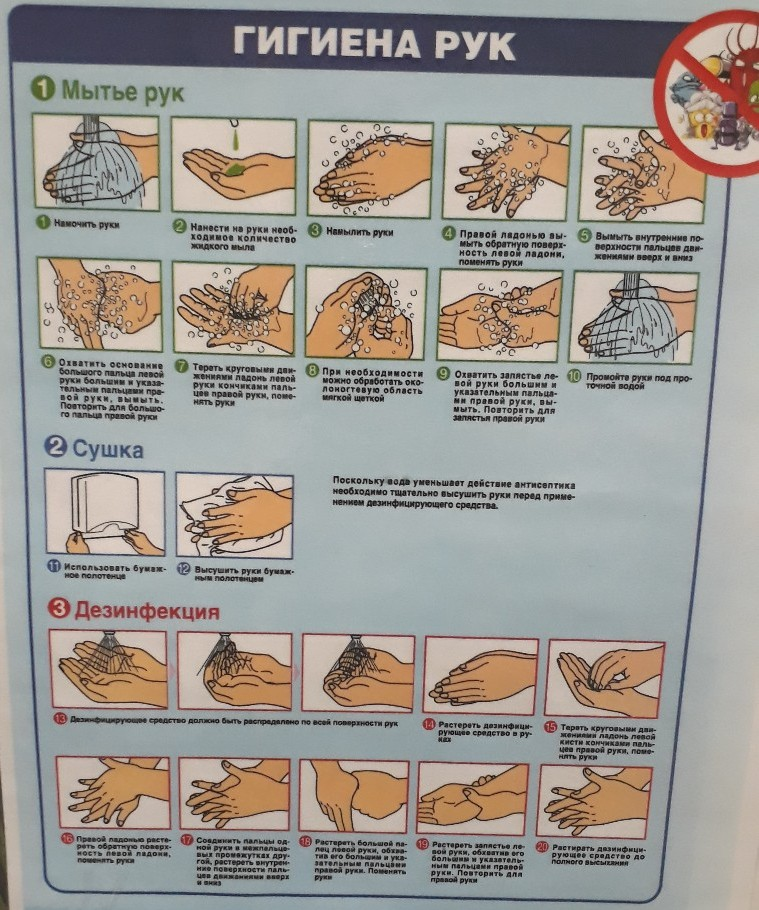 ГИГИЕНА РУК
1 Мытье рук
1 Намочить руки
2 Нанести на руки необ-
ходимое количество
жидкого мыла
3 Намылить руки
4 Правой ладонью вы-
мыть обратную поверх-
ность левой ладони,
поменять руки
5 Вымыть внутренние по-
верхности пальцев дви-
жениями вверх и вниз
6 Охватить основание
большого пальца левой
руки большим и указа-
тельным пальцами пра-
вой руки, вымыть.
Повторить для большо-
го пальца правой руки
7 Тереть круговыми дви-
жениями ладонь левой
руки кончиками паль-
цев правой руки, поме-
нять руки
8 При необходимости
можно обработать око-
лоногтевую область
мягкой щеткой
9 Охватить запястье ле-
вой руки большим и
указательным пальца-
ми правой руки, вы-
мыть. Повторить для
запястья правой руки
10 Промойте руки под про-
точной водой
2 Сушка
Поскольку вода уменьшает действие антисептика
необходимо тщательно высушить руки перед приме-
нением дезинфицирующего средства.
11 Использовать бумаж-
ное полотенце
12 Высушить руки бумаж-
ным полотенцем
3 Дезинфекция
13 Дезинфицирующее средство должно быть распределено по всей поверхности рук
14 Растереть дезинфици-
рующее средство в ру-
ках
15 Тереть круговыми дви-
жениями ладонь левой
кисти кончиками паль-
цев правой руки, поме-
нять руки
16 Правой ладонью расте-
реть обратную поверх-
ность левой ладони,
поменять руки
17 Соединить пальцы од-
ной руки в межпальце-
вых промежутках дру-
гой, растереть внутрен-
ние поверхности паль-
цев движениями вверх
и вниз
18 Растереть большой па-
лец левой руки, обхва-
тив его большим и ука-
зательным пальцами
правой руки. Поменять
руки
19 Растереть запястье ле-
вой руки, обхватив его
большим и указатель-
ным пальцами правой
руки. Повторить для
правой руки
20 Растирать дезинфици-
рующее средство до
полного высыхания